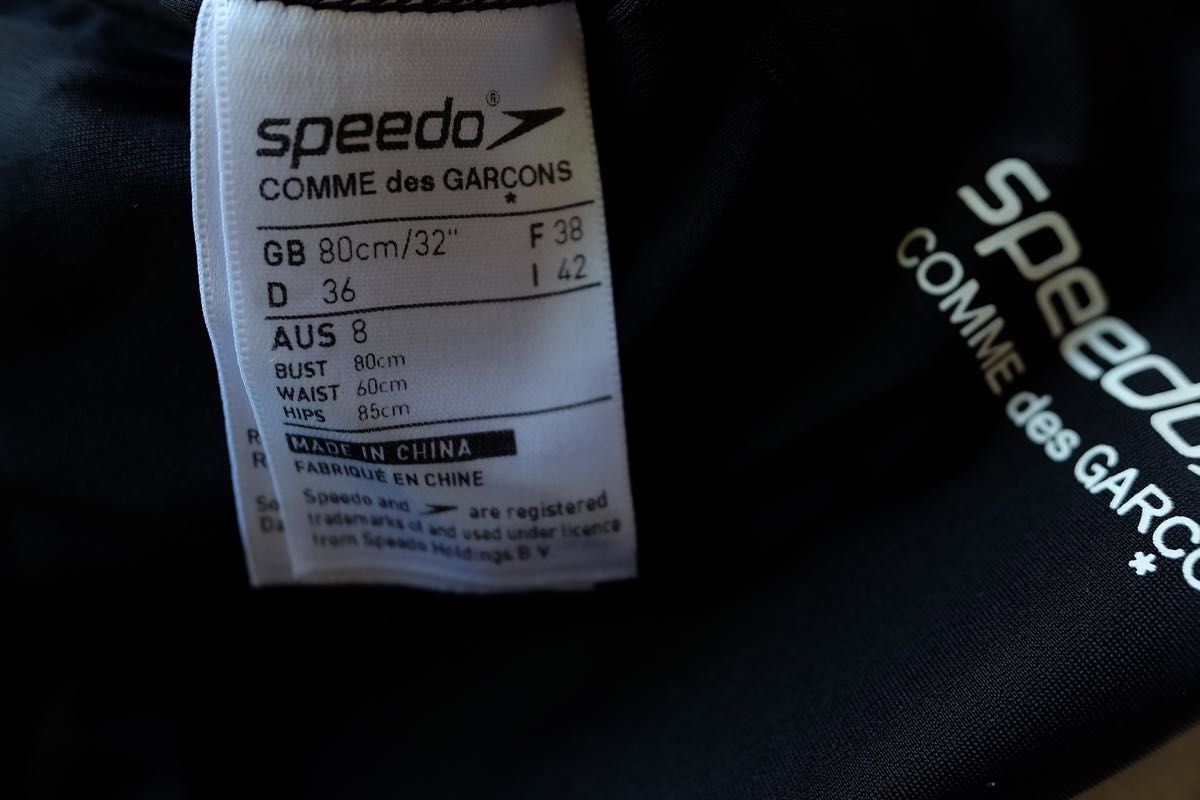 speedo®
COMME des GARÇONS
*
GB 80cm/32" F 38
D 36 I 42
AUS 8
BUST 80cm
WAIST 60cm
HIPS 85cm
MADE IN CHINA
FABRIQUÉ EN CHINE
Speedo and are registered
trademarks of and used under licence
from Speedo Holdings B V
speedo
COMME des GARÇO
*